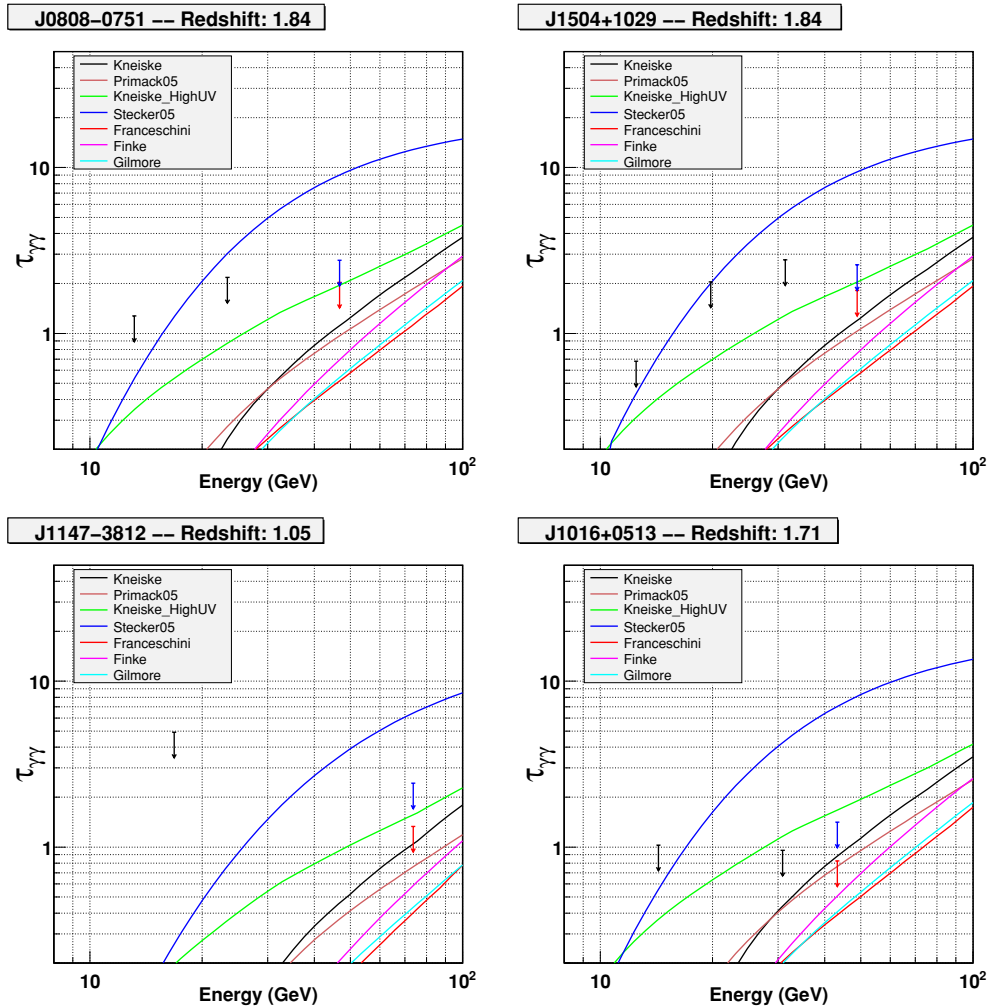 J0808−0751 −− Redshift: 1.84
Kneiske
Primack05
Kneiske_HighUV
Stecker05
Franceschini
Finke
Gilmore
10
1
τγγ
10
10²
Energy (GeV)
J1504+1029 −− Redshift: 1.84
Kneiske
Primack05
Kneiske_HighUV
Stecker05
Franceschini
Finke
Gilmore
10
1
τγγ
10
10²
Energy (GeV)
J1147−3812 −− Redshift: 1.05
Kneiske
Primack05
Kneiske_HighUV
Stecker05
Franceschini
Finke
Gilmore
10
1
τγγ
10
10²
Energy (GeV)
J1016+0513 −− Redshift: 1.71
Kneiske
Primack05
Kneiske_HighUV
Stecker05
Franceschini
Finke
Gilmore
10
1
τγγ
10
10²
Energy (GeV)